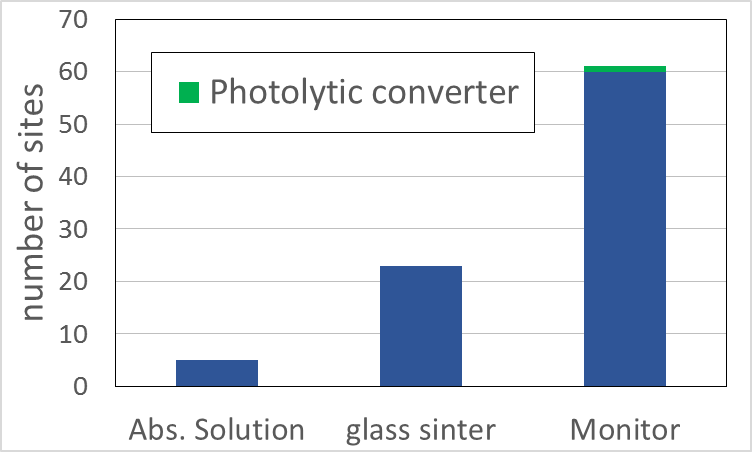 70
60
50
40
30
20
10
0
number of sites
Photolytic converter
Abs. Solution
glass sinter
Monitor